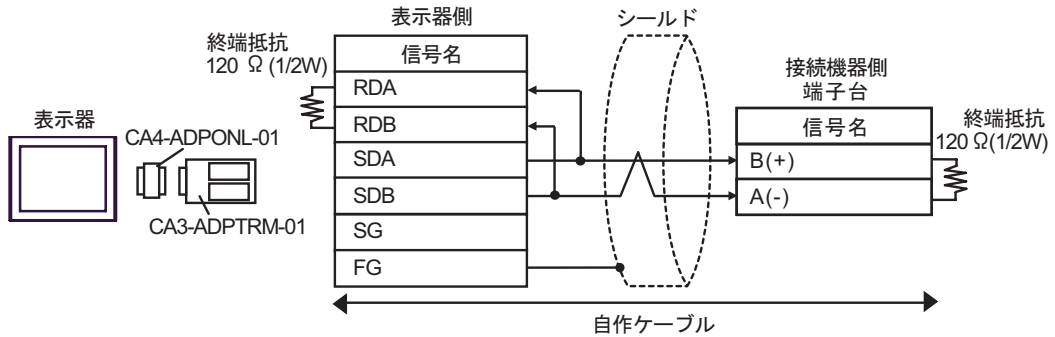 表示器
CA4-ADPONL-01
CA3-ADPTRM-01
終端抵抗
120 Ω (1/2W)
表示器側
信号名
RDA
RDB
SDA
SDB
SG
FG
シールド
接続機器側
端子台
信号名
B(+)
A(-)
終端抵抗
120 Ω(1/2W)
自作ケーブル